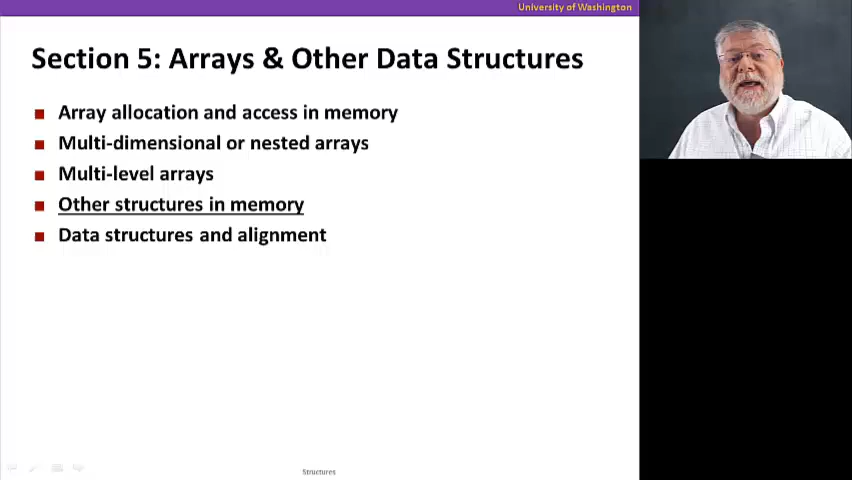 University of Washington
Section 5: Arrays & Other Data Structures
Array allocation and access in memory
Multi-dimensional or nested arrays
Multi-level arrays
Other structures in memory
Data structures and alignment
Structures